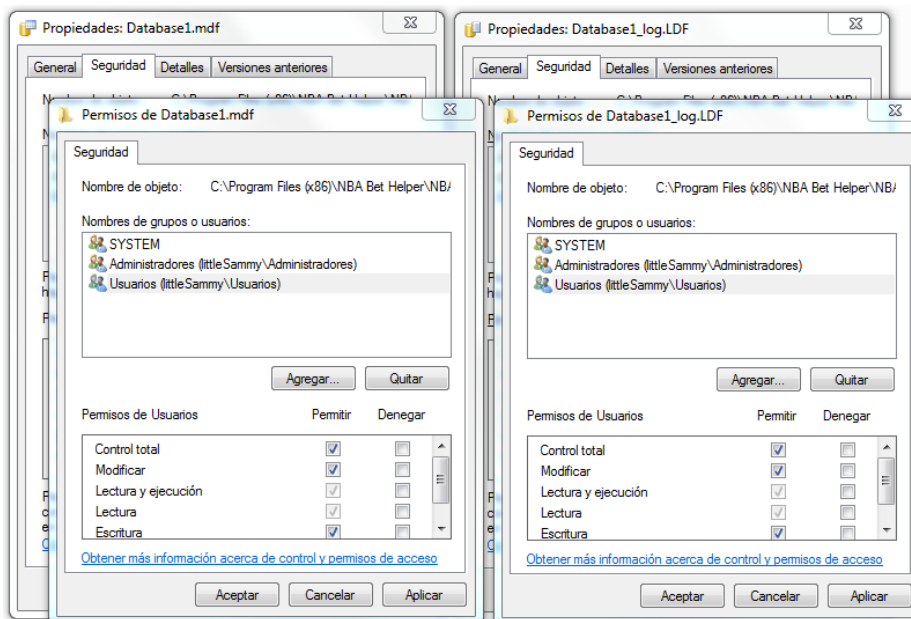 Propiedades: Database1.mdf
General Seguridad Detalles Versiones anteriores
Permisos de Database1.mdf
Seguridad
Nombre de objeto: C:\Program Files (x86)\NBA Bet Helper\NB
Nombres de grupos o usuarios:
SYSTEM
Administradores (littleSammy\Administradores)
Usuarios (littleSammy\Usuarios)
Agregar... Quitar
Permisos de Usuarios Permitir Denegar
Control total
Modificar
Lectura y ejecución
Lectura
Escritura
Obtener más información acerca de control y permisos de acceso
Aceptar Cancelar Aplicar
Propiedades: Database1_log.LDF
General Seguridad Detalles Versiones anteriores
Permisos de Database1_log.LDF
Seguridad
Nombre de objeto: C:\Program Files (x86)\NBA Bet Helper\NB
Nombres de grupos o usuarios:
SYSTEM
Administradores (littleSammy\Administradores)
Usuarios (littleSammy\Usuarios)
Agregar... Quitar
Permisos de Usuarios Permitir Denegar
Control total
Modificar
Lectura y ejecución
Lectura
Escritura
Obtener más información acerca de control y permisos de acceso
Aceptar Cancelar Aplicar